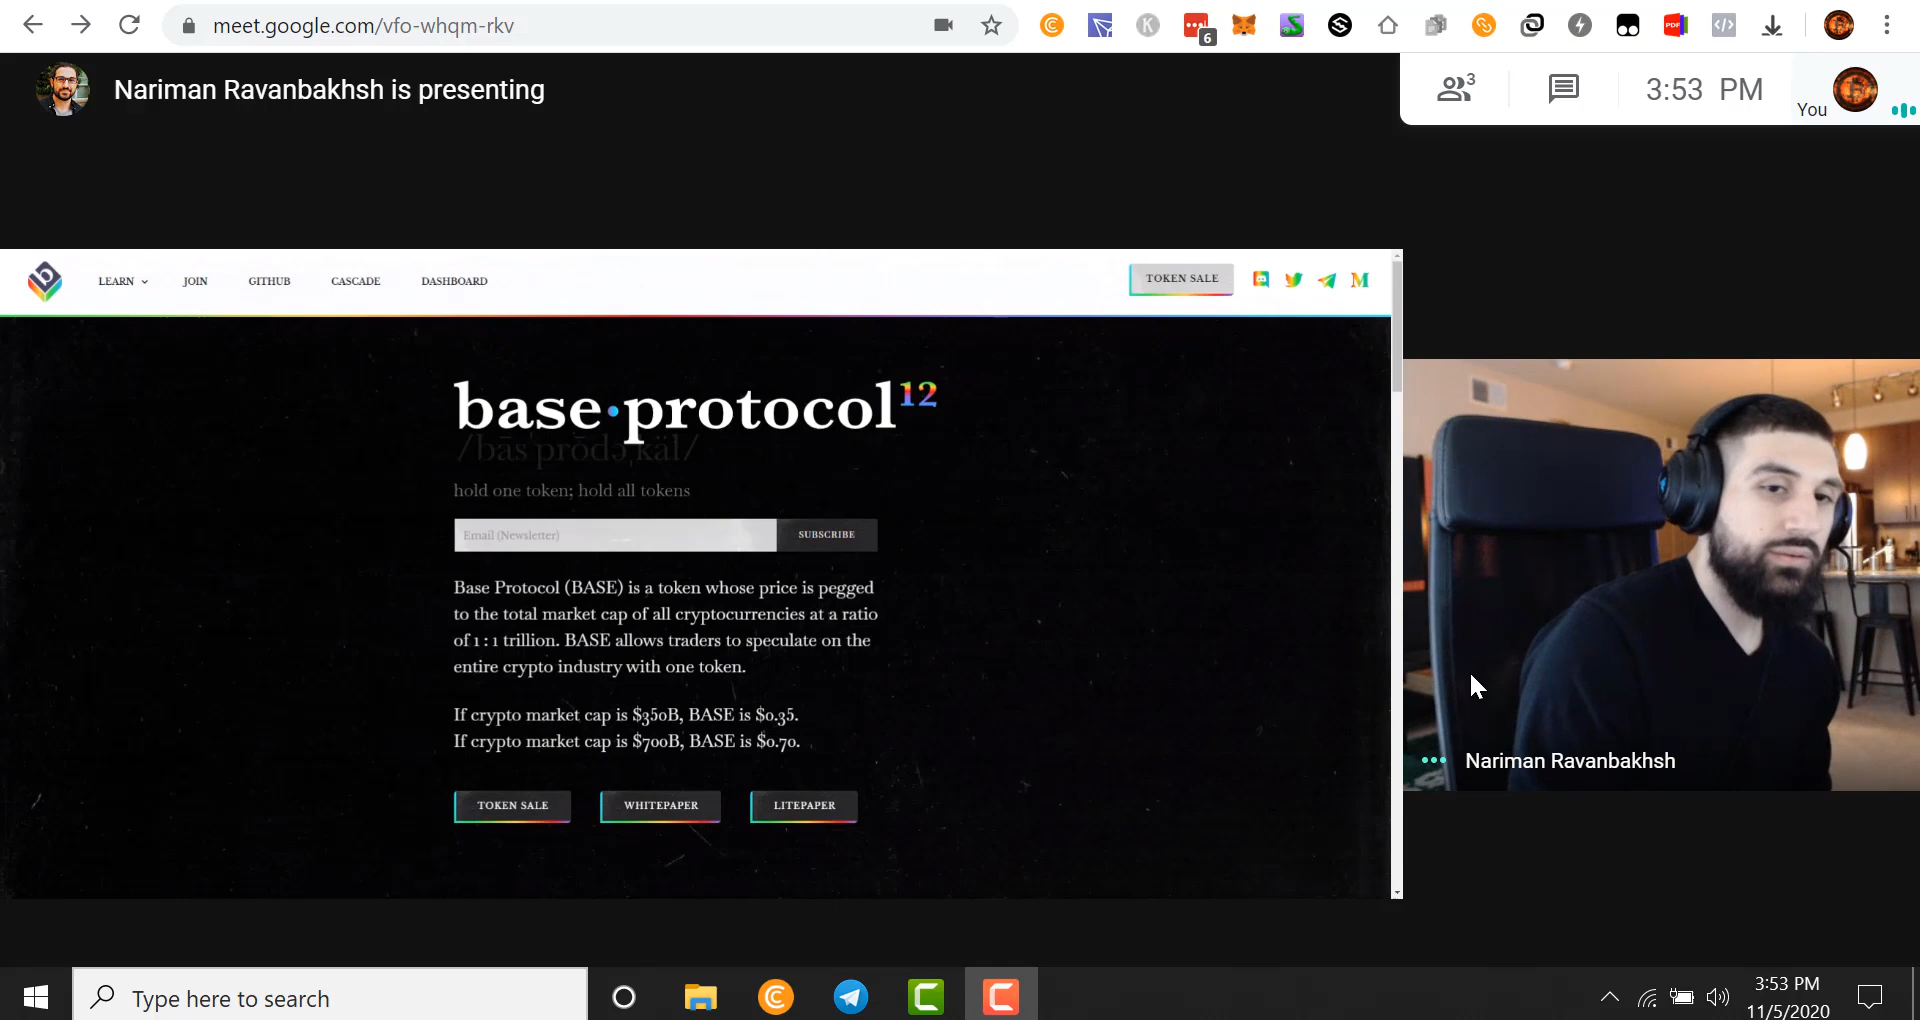 meet.google.com/vfo-whqm-rkv
6
Nariman Ravanbakhsh is presenting
3
3:53 PM
You
LEARN
JOIN
GITHUB
CASCADE
DASHBOARD
TOKEN SALE
base·protocol12
/bās ˈprōdəˌkäl/
hold one token; hold all tokens
Email (Newsletter)
SUBSCRIBE
Base Protocol (BASE) is a token whose price is pegged
to the total market cap of all cryptocurrencies at a ratio
of 1 : 1 trillion. BASE allows traders to speculate on the
entire crypto industry with one token.
If crypto market cap is $350B, BASE is $0.35.
If crypto market cap is $700B, BASE is $0.70.
TOKEN SALE
WHITEPAPER
LITEPAPER
Nariman Ravanbakhsh
Type here to search
3:53 PM
11/5/2020